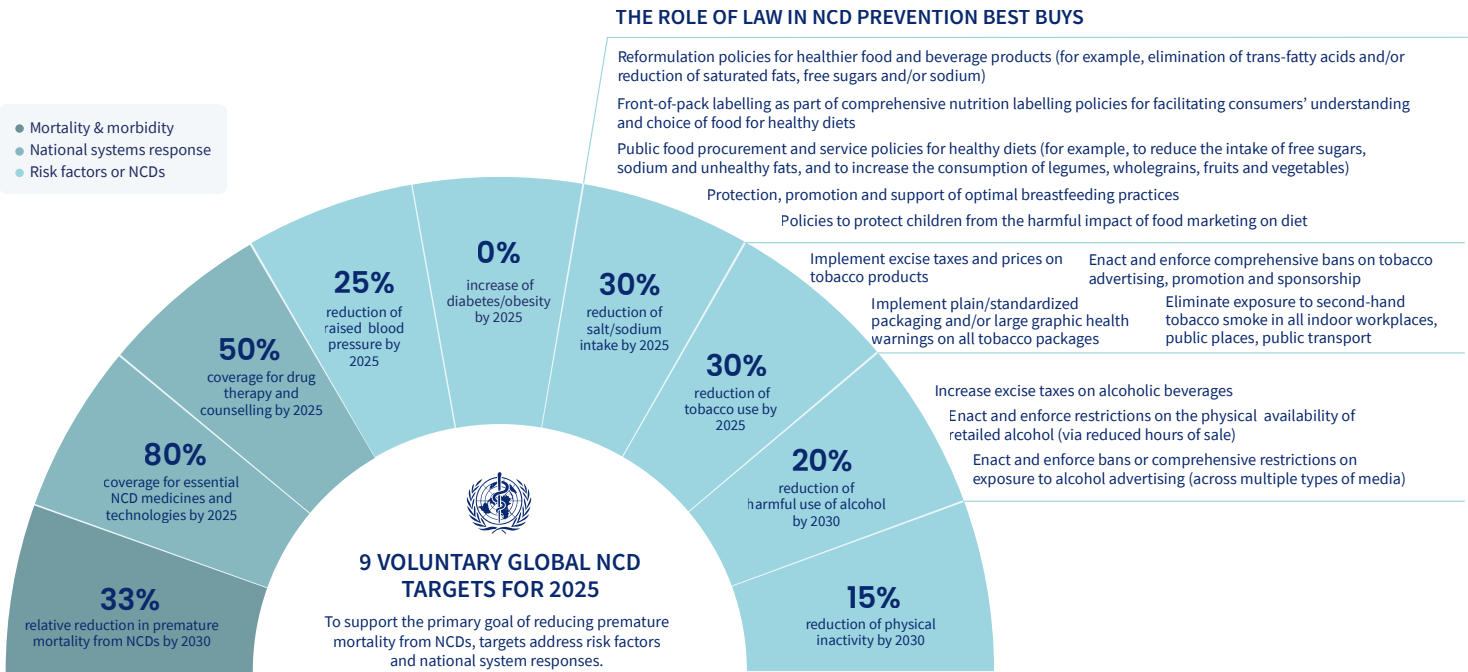 THE ROLE OF LAW IN NCD PREVENTION BEST BUYS
Reformulation policies for healthier food and beverage products (for example, elimination of trans-fatty acids and/or
reduction of saturated fats, free sugars and/or sodium)
Front-of-pack labelling as part of comprehensive nutrition labelling policies for facilitating consumers’ understanding
and choice of food for healthy diets
Public food procurement and service policies for healthy diets (for example, to reduce the intake of free sugars,
sodium and unhealthy fats, and to increase the consumption of legumes, wholegrains, fruits and vegetables)
Protection, promotion and support of optimal breastfeeding practices
Policies to protect children from the harmful impact of food marketing on diet
Implement excise taxes and prices on
tobacco products
Enact and enforce comprehensive bans on tobacco
advertising, promotion and sponsorship
Implement plain/standardized
packaging and/or large graphic health
warnings on all tobacco packages
Eliminate exposure to second-hand
tobacco smoke in all indoor workplaces,
public places, public transport
Increase excise taxes on alcoholic beverages
Enact and enforce restrictions on the physical availability of
retailed alcohol (via reduced hours of sale)
Enact and enforce bans or comprehensive restrictions on
exposure to alcohol advertising (across multiple types of media)
Mortality & morbidity
National systems response
Risk factors or NCDs
33%
relative reduction in premature
mortality from NCDs by 2030
80%
coverage for essential
NCD medicines and
technologies by 2025
50%
coverage for drug
therapy and
counselling by 2025
25%
reduction of
raised blood
pressure by
2025
0%
increase of
diabetes/obesity
by 2025
30%
reduction of
salt/sodium
intake by 2025
30%
reduction of
tobacco use by
2025
20%
reduction of
harmful use of alcohol
by 2030
15%
reduction of physical
inactivity by 2030
9 VOLUNTARY GLOBAL NCD
TARGETS FOR 2025
To support the primary goal of reducing premature
mortality from NCDs, targets address risk factors
and national system responses.